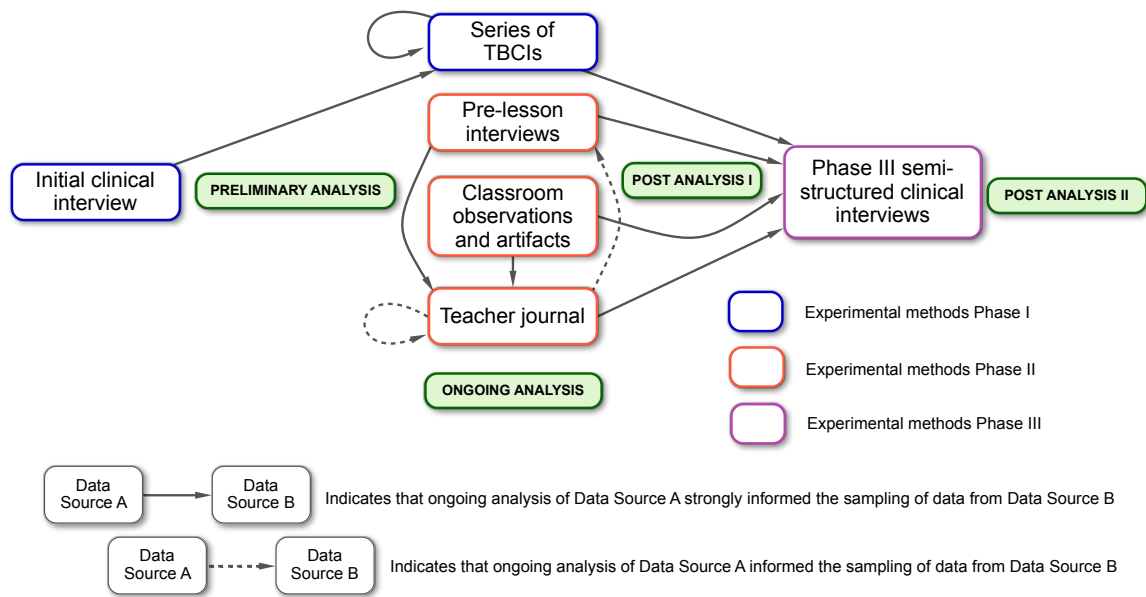 Series of
TBCIs
Pre-lesson
interviews
Initial clinical
interview
PRELIMINARY ANALYSIS
Classroom
observations
and artifacts
POST ANALYSIS I
Phase III semi-
structured clinical
interviews
POST ANALYSIS II
Teacher journal
ONGOING ANALYSIS
Experimental methods Phase I
Experimental methods Phase II
Experimental methods Phase III
Data
Source A
Data
Source B
Indicates that ongoing analysis of Data Source A strongly informed the sampling of data from Data Source B
Data
Source A
Data
Source B
Indicates that ongoing analysis of Data Source A informed the sampling of data from Data Source B